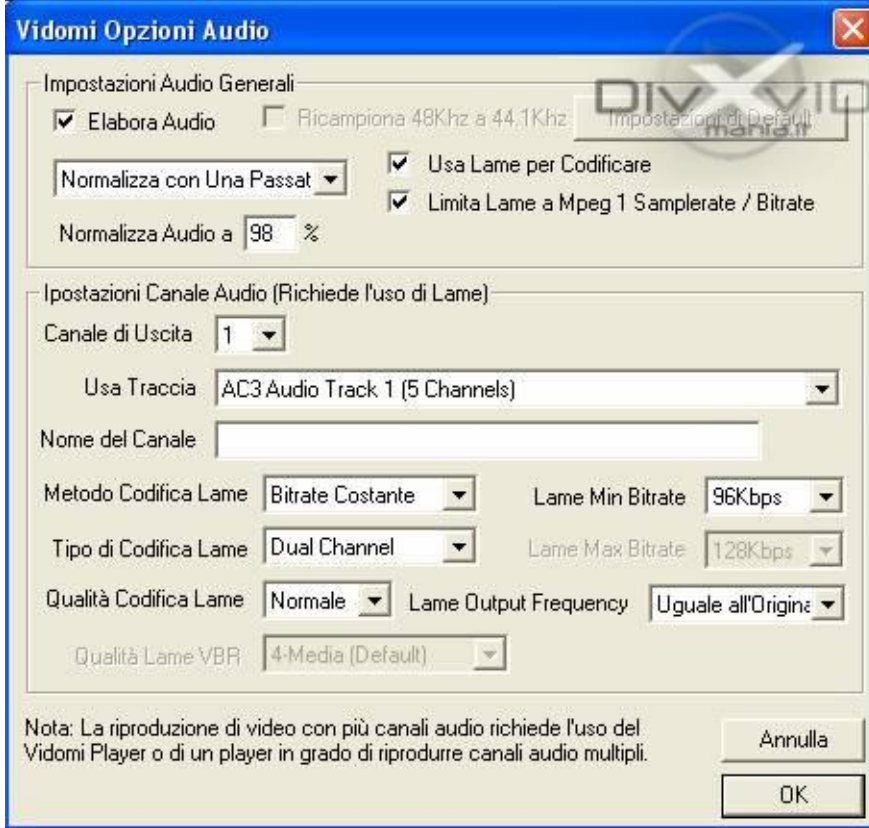 Vidomi Opzioni Audio
Impostazioni Audio Generali
Elabora Audio
Ricampiona 48Khz a 44.1Khz
Impostazioni di Default
DIVXVID
mania.it
Normalizza con Una Passat
Usa Lame per Codificare
Limita Lame a Mpeg 1 Samplerate / Bitrate
Normalizza Audio a 98 %
Ipostazioni Canale Audio (Richiede l'uso di Lame)
Canale di Uscita 1
Usa Traccia AC3 Audio Track 1 (5 Channels)
Nome del Canale
Metodo Codifica Lame Bitrate Costante Lame Min Bitrate 96Kbps
Tipo di Codifica Lame Dual Channel Lame Max Bitrate 128Kbps
Qualità Codifica Lame Normale Lame Output Frequency Uguale all'Origina
Qualità Lame VBR 4-Media (Default)
Nota: La riproduzione di video con più canali audio richiede l'uso del
Vidomi Player o di un player in grado di riprodurre canali audio multipli.
Annulla
OK